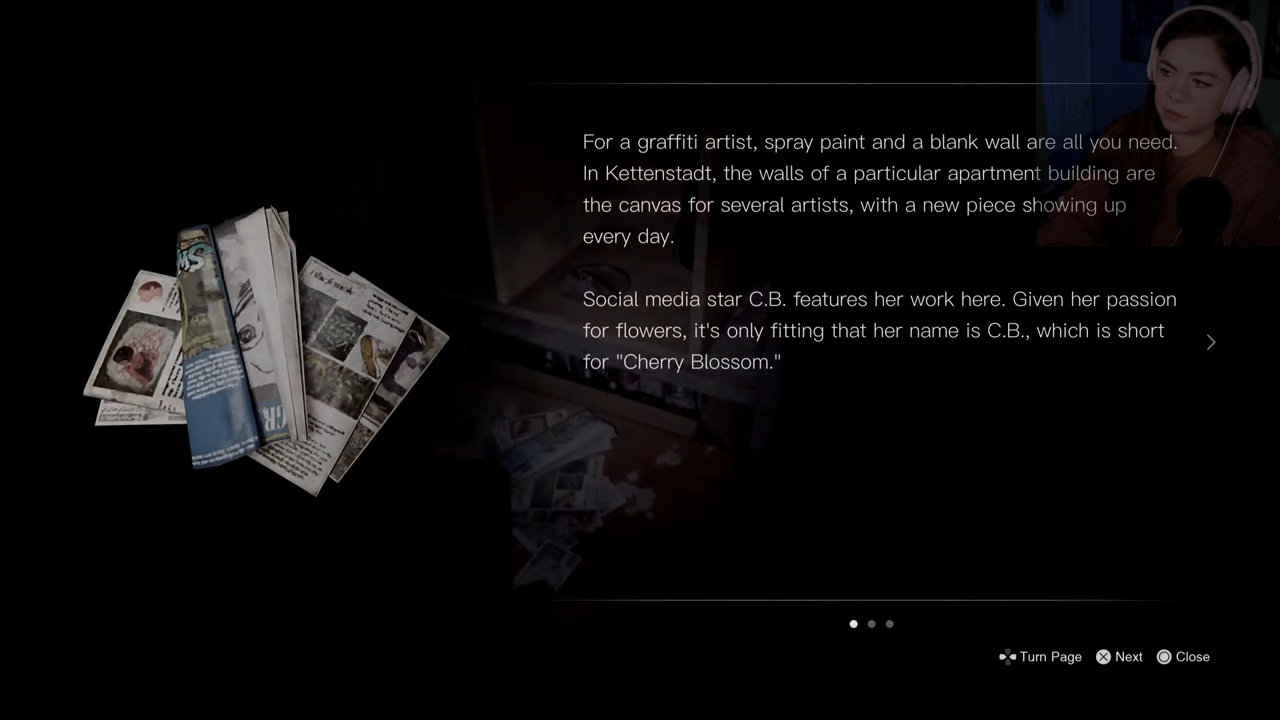 For a graffiti artist, spray paint and a blank wall are all you need.
In Kettenstadt, the walls of a particular apartment building are
the canvas for several artists, with a new piece showing up
every day.
Social media star C.B. features her work here. Given her passion
for flowers, it's only fitting that her name is C.B., which is short
for "Cherry Blossom."
Turn Page Next Close